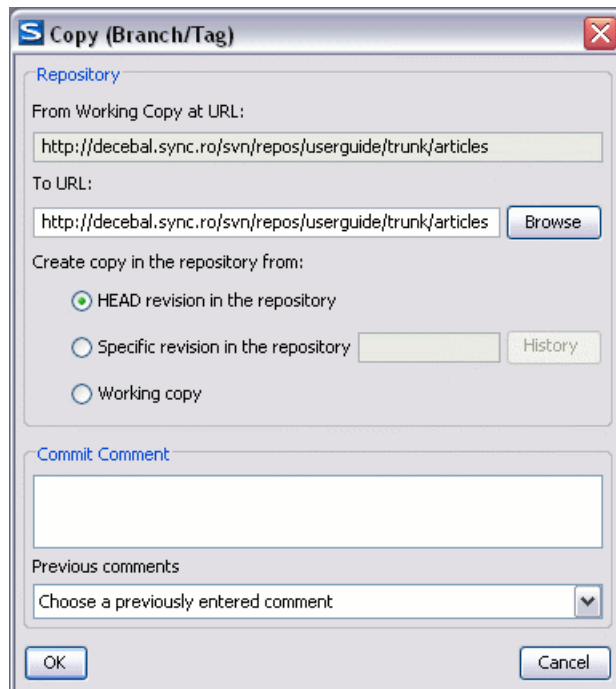 S Copy (Branch/Tag)
Repository
From Working Copy at URL:
http://decebal.sync.ro/svn/repos/userguide/trunk/articles
To URL:
http://decebal.sync.ro/svn/repos/userguide/trunk/articles Browse
Create copy in the repository from:
HEAD revision in the repository
Specific revision in the repository History
Working copy
Commit Comment
Previous comments
Choose a previously entered comment
OK Cancel